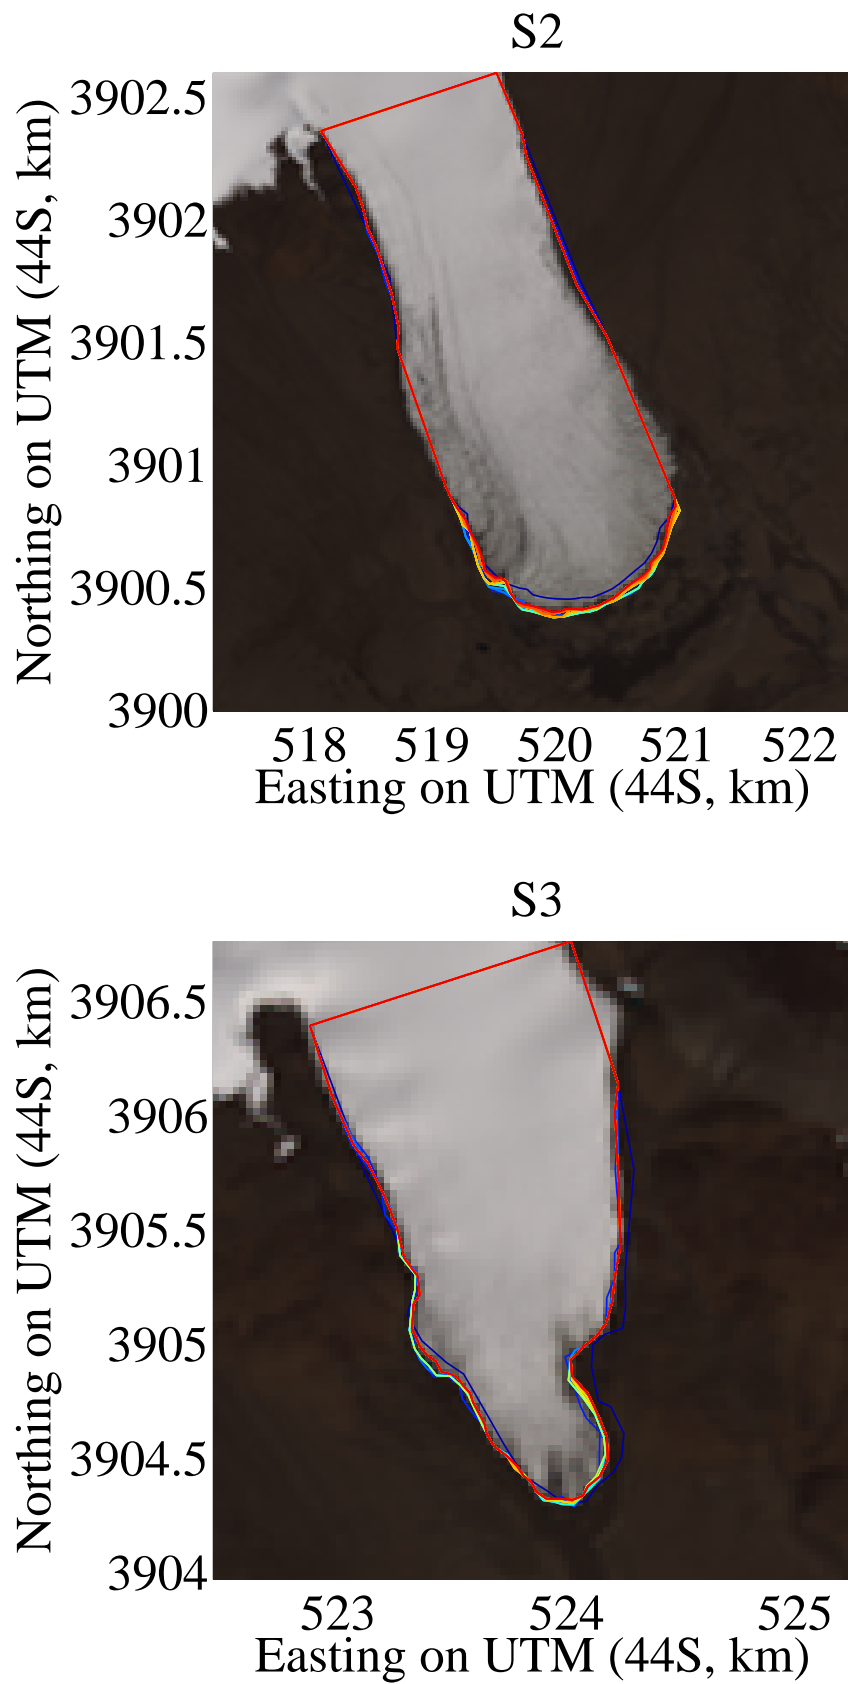 S2
Northing on UTM (44S, km)
3902.5
3902
3901.5
3901
3900.5
3900
518 519 520 521 522
Easting on UTM (44S, km)
S3
Northing on UTM (44S, km)
3906.5
3906
3905.5
3905
3904.5
3904
523 524 525
Easting on UTM (44S, km)